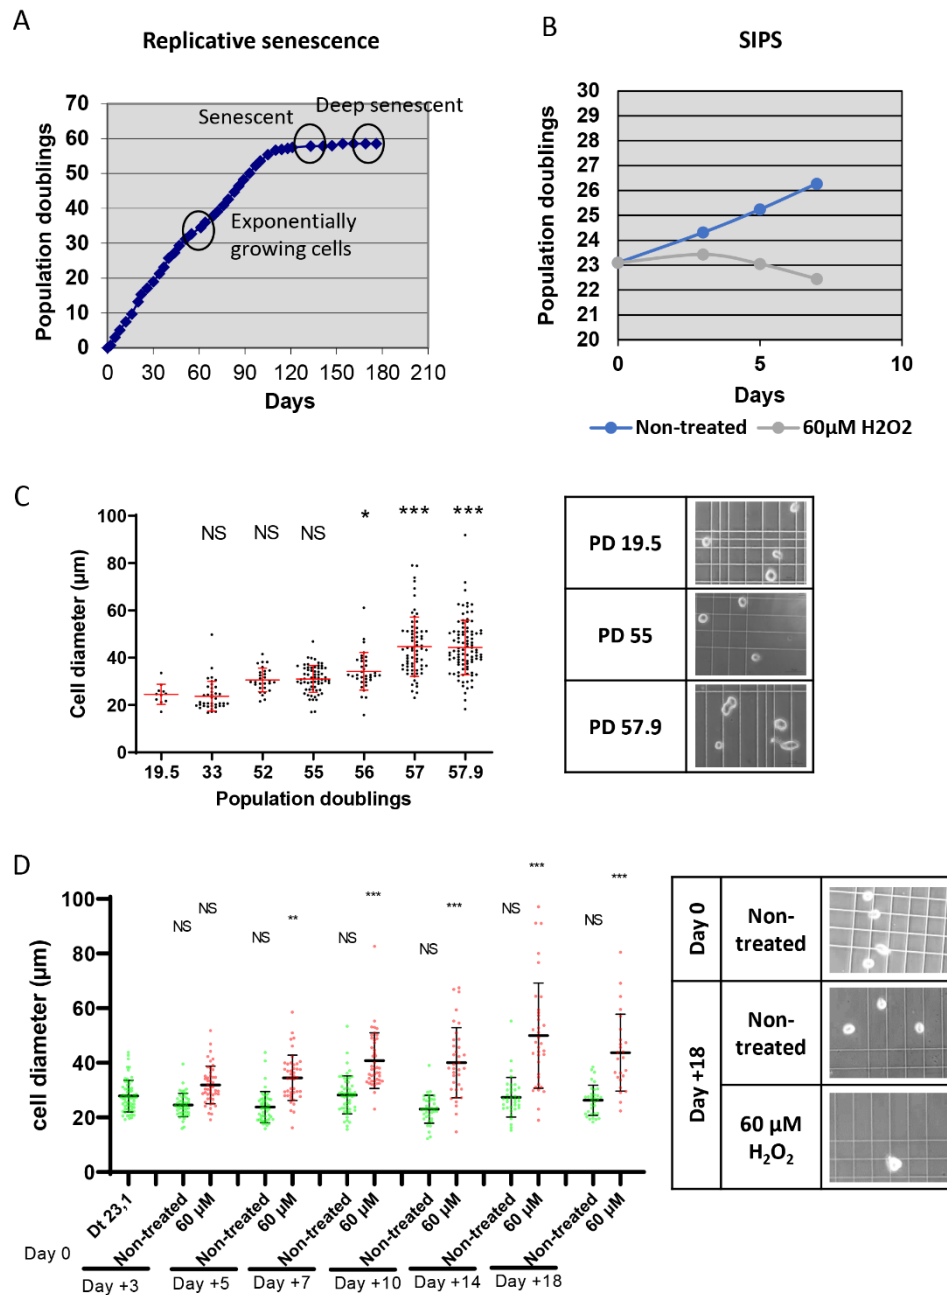 A
Replicative senescence
Population doublings
70
60
50
40
30
20
10
0
Senescent
Deep senescent
Exponentially
growing cells
0 30 60 90 120 150 180 210
Days
B
SIPS
Population doublings
30
29
28
27
26
25
24
23
22
21
20
0 5 10
Days
Non-treated 60µM H2O2
C
Cell diameter (µm)
100
80
60
40
20
0
NS NS NS * *** ***
19.5 33 52 55 56 57 57.9
Population doublings
PD 19.5
PD 55
PD 57.9
D
cell diameter (µm)
100
80
60
40
20
0
NS NS NS ** NS *** NS *** NS *** NS ***
Dt 23,1 Non-treated 60 µM Non-treated 60 µM Non-treated 60 µM Non-treated 60 µM Non-treated 60 µM Non-treated 60 µM
Day 0
Day +3 Day +5 Day +7 Day +10 Day +14 Day +18
Day 0
Non-
treated
Day +18
Non-
treated
60 µM
H₂O₂